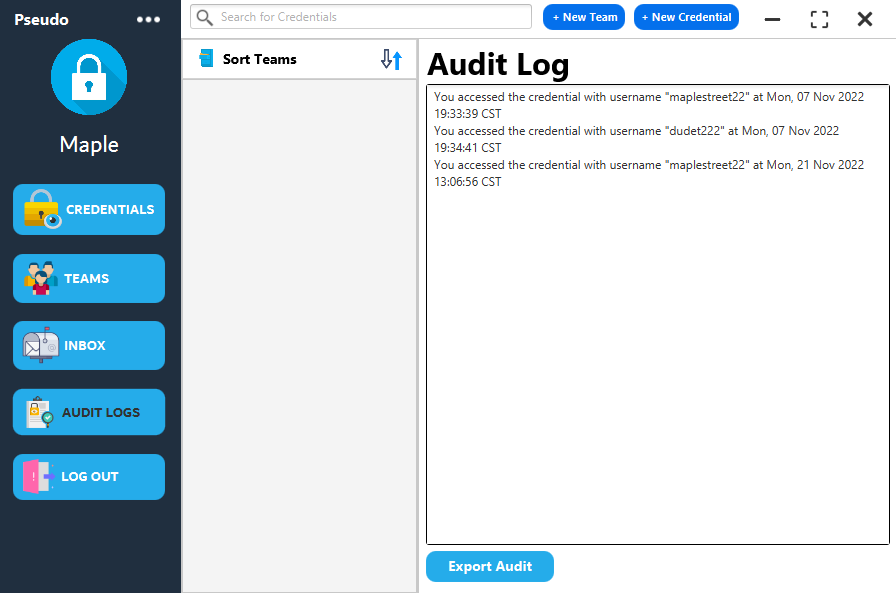 Pseudo
Search for Credentials
+ New Team
+ New Credential
Maple
CREDENTIALS
TEAMS
INBOX
AUDIT LOGS
LOG OUT
Sort Teams
Audit Log
You accessed the credential with username "maplestreet22" at Mon, 07 Nov 2022
19:33:39 CST
You accessed the credential with username "dudet222" at Mon, 07 Nov 2022
19:34:41 CST
You accessed the credential with username "maplestreet22" at Mon, 21 Nov 2022
13:06:56 CST
Export Audit